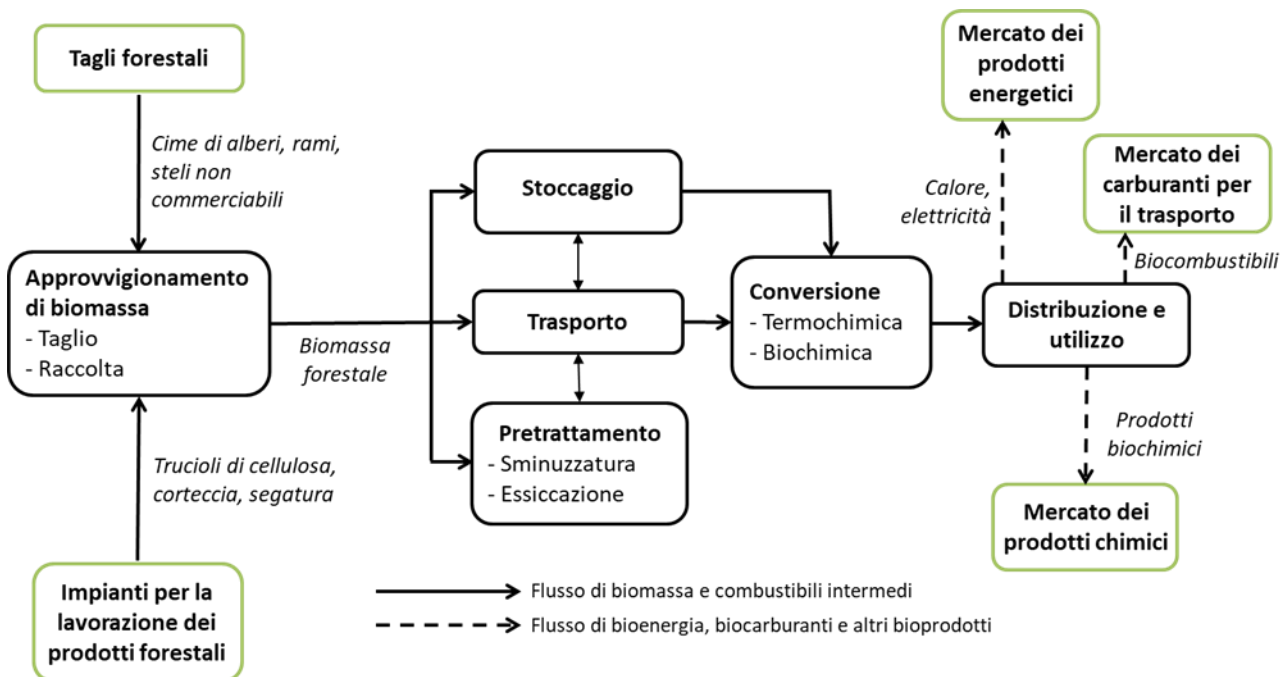 Tagli forestali
Cime di alberi, rami,
steli non
commerciabili
Approvvigionamento
di biomassa
- Taglio
- Raccolta
Trucioli di cellulosa,
corteccia, segatura
Impianti per la
lavorazione dei
prodotti forestali
Biomassa
forestale
Stoccaggio
Trasporto
Pretrattamento
- Sminuzzatura
- Essiccazione
Conversione
- Termochimica
- Biochimica
Distribuzione e
utilizzo
Calore,
elettricità
Mercato dei
prodotti
energetici
Biocombustibili
Mercato dei
carburanti per
il trasporto
Prodotti
biochimici
Mercato dei
prodotti chimici
Flusso di biomassa e combustibili intermedi
Flusso di bioenergia, biocarburanti e altri bioprodotti